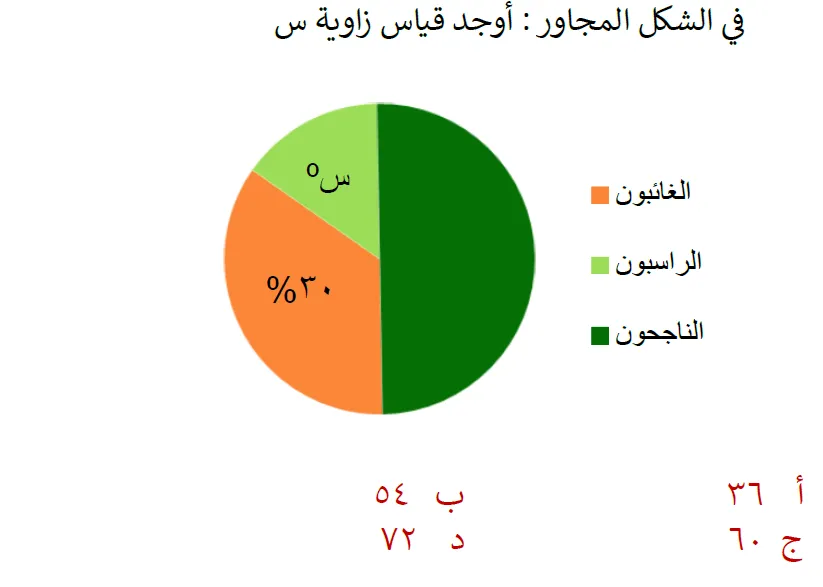 في الشكل المجاور : أوجد قياس زاوية س
س°
٣٠%
الغائبون
الراسبون
الناجحون
أ ٣٦ ب ٥٤
ج ٦٠ د ٧٢